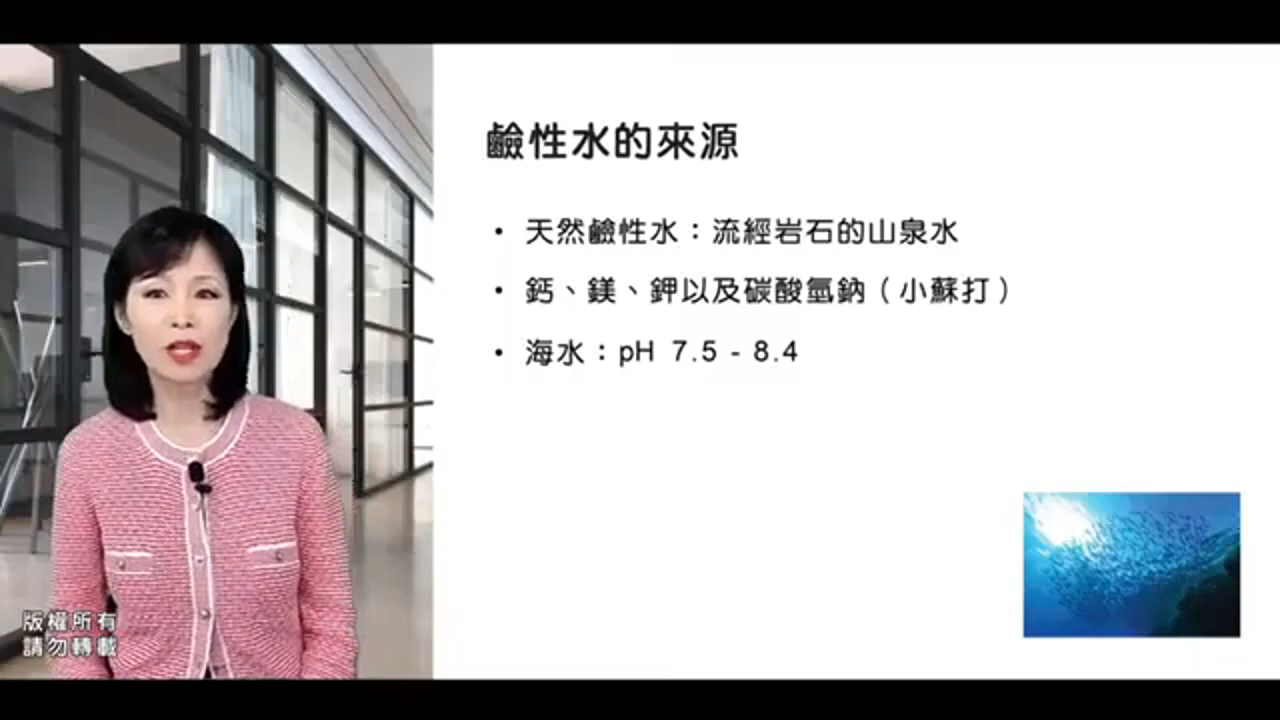 鹼性水的來源
• 天然鹼性水：流經岩石的山泉水
• 鈣、鎂、鉀以及碳酸氫鈉（小蘇打）
• 海水：pH 7.5 - 8.4
版權所有
請勿轉載